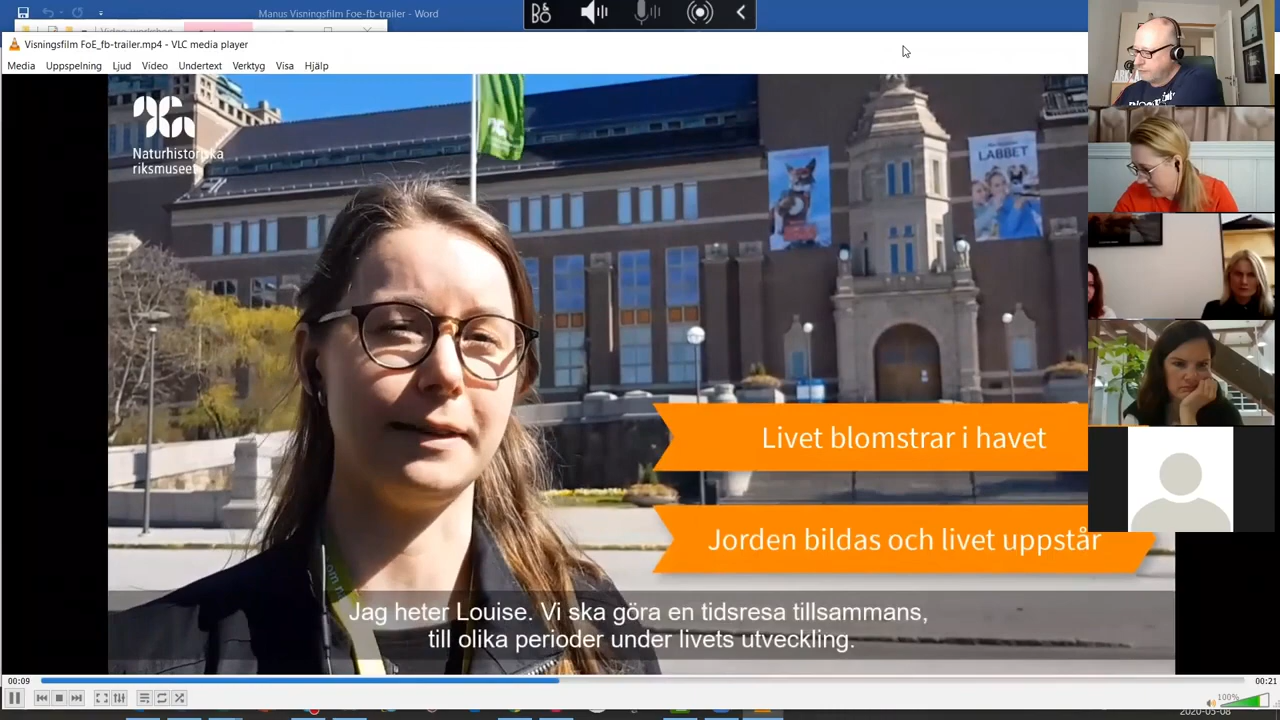 Manus Visningsfilm Foe-fb-trailer - Word
Visningsfilm FoE_fb-trailer.mp4 - VLC media player
Media Uppspelning Ljud Video Undertext Verktyg Visa Hjälp
Naturhistoriska
riksmuseet
LABBET
Livet blomstrar i havet
Jorden bildas och livet uppstår
Jag heter Louise. Vi ska göra en tidsresa tillsammans,
till olika perioder under livets utveckling.
00:09
00:21
100%
2020-05-08